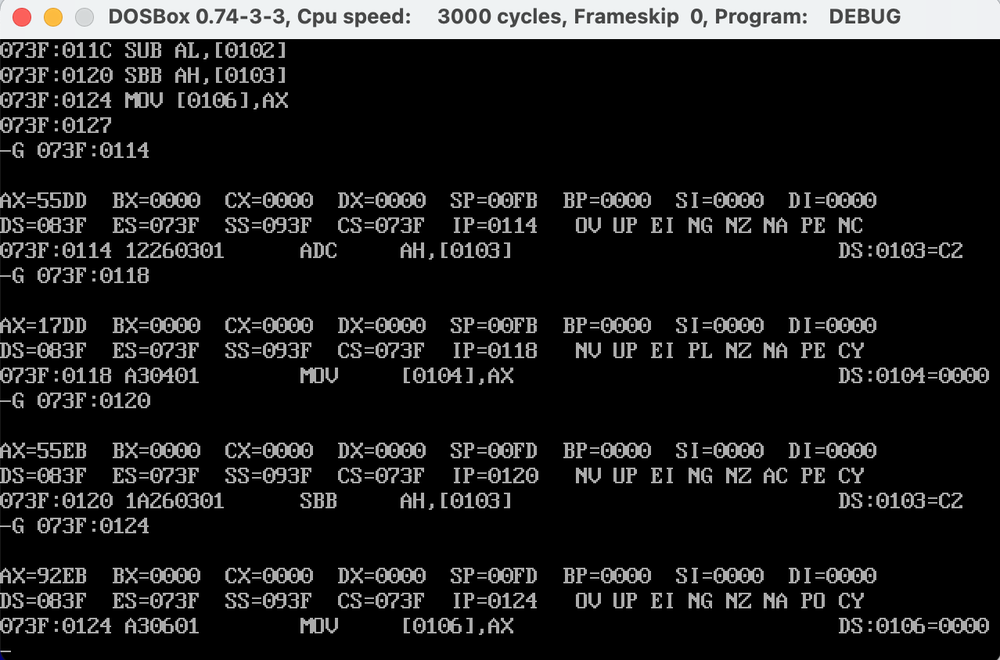 DOSBox 0.74-3-3, Cpu speed: 3000 cycles, Frameskip 0, Program: DEBUG
073F:011C SUB AL,[0102]
073F:0120 SBB AH,[0103]
073F:0124 MOV [0106],AX
073F:0127
-G 073F:0114
AX=55DD BX=0000 CX=0000 DX=0000 SP=00FB BP=0000 SI=0000 DI=0000
DS=083F ES=073F SS=093F CS=073F IP=0114 OV UP EI NG NZ NA PE NC
073F:0114 12260301 ADC AH,[0103] DS:0103=C2
-G 073F:0118
AX=17DD BX=0000 CX=0000 DX=0000 SP=00FB BP=0000 SI=0000 DI=0000
DS=083F ES=073F SS=093F CS=073F IP=0118 NV UP EI PL NZ NA PE CY
073F:0118 A30401 MOV [0104],AX DS:0104=0000
-G 073F:0120
AX=55EB BX=0000 CX=0000 DX=0000 SP=00FD BP=0000 SI=0000 DI=0000
DS=083F ES=073F SS=093F CS=073F IP=0120 NV UP EI NG NZ AC PE CY
073F:0120 1A260301 SBB AH,[0103] DS:0103=C2
-G 073F:0124
AX=92EB BX=0000 CX=0000 DX=0000 SP=00FD BP=0000 SI=0000 DI=0000
DS=083F ES=073F SS=093F CS=073F IP=0124 OV UP EI NG NZ NA PO CY
073F:0124 A30601 MOV [0106],AX DS:0106=0000
-